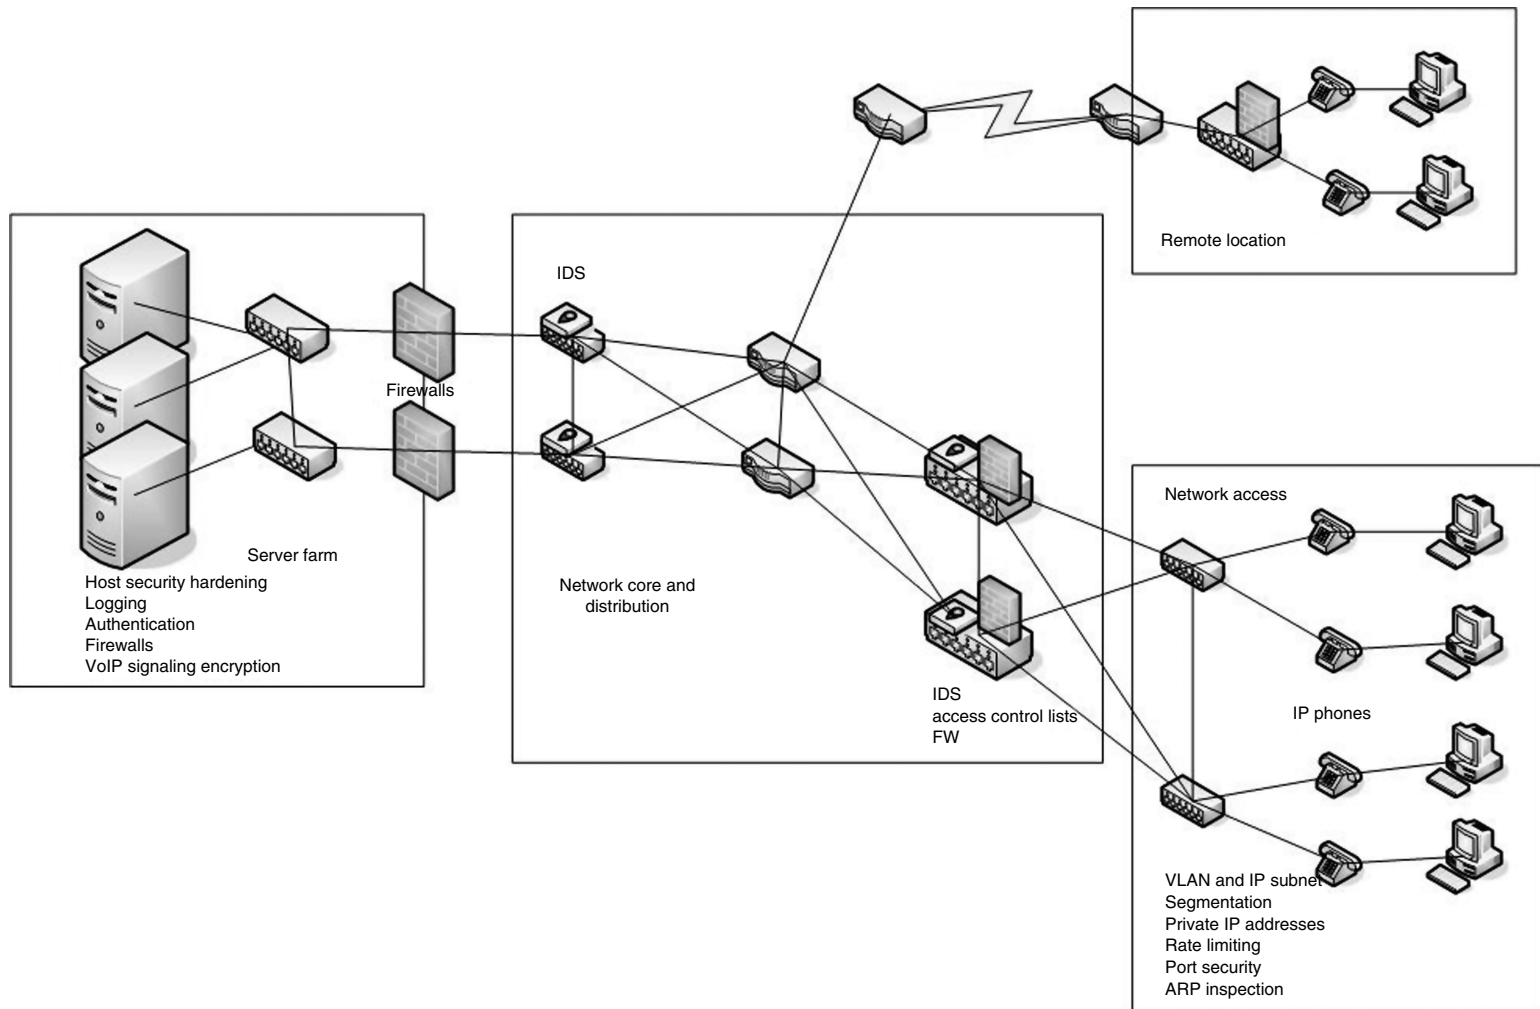 Remote location
IDS
Firewalls
Server farm
Host security hardening
Logging
Authentication
Firewalls
VoIP signaling encryption
Network core and
distribution
IDS
access control lists
FW
Network access
IP phones
VLAN and IP subnet
Segmentation
Private IP addresses
Rate limiting
Port security
ARP inspection